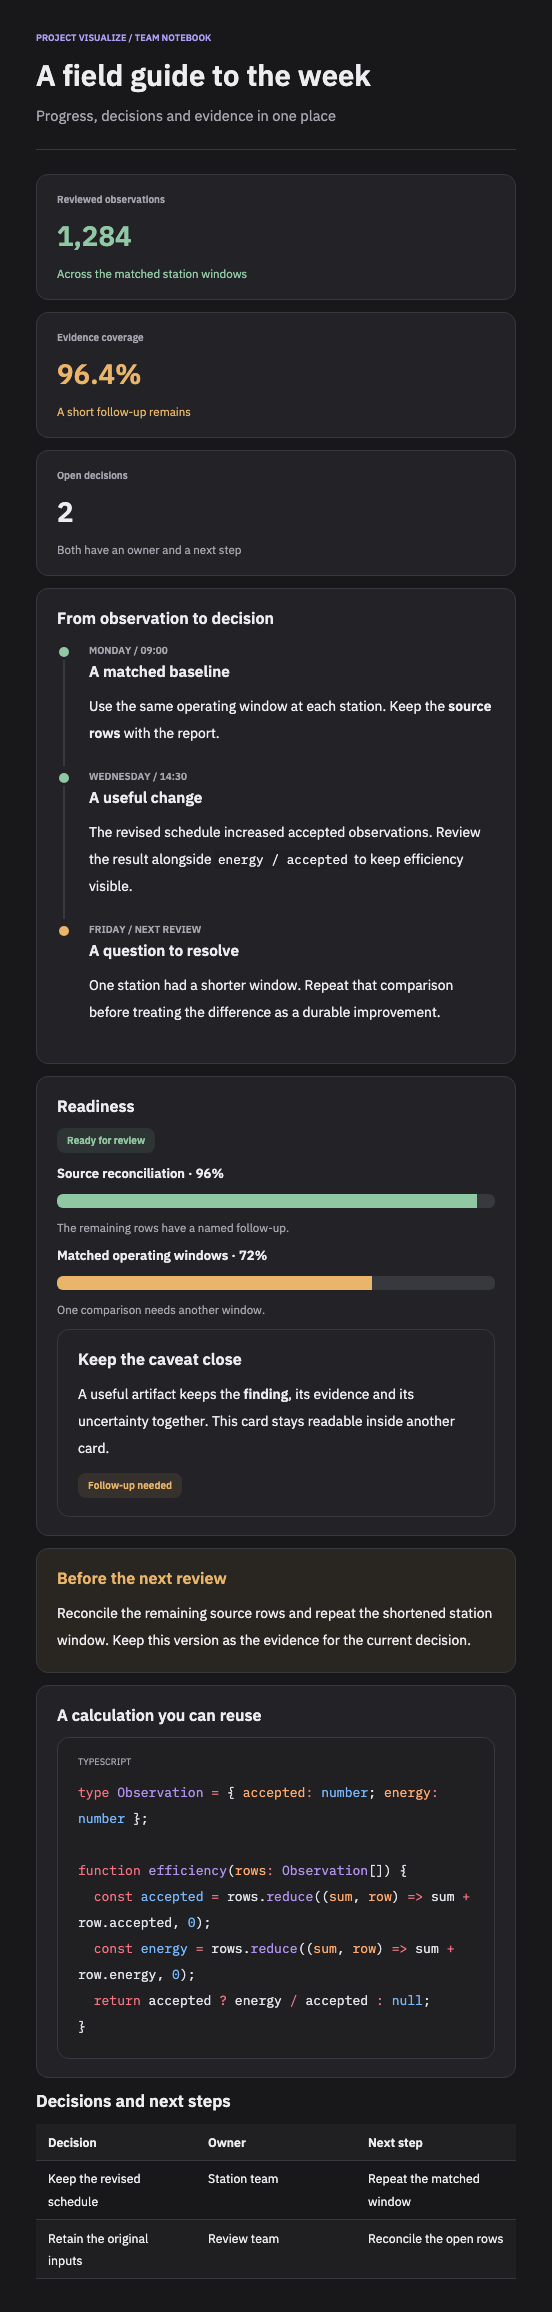 PROJECT VISUALIZE / TEAM NOTEBOOK
A field guide to the week
Progress, decisions and evidence in one place
Reviewed observations
1,284
Across the matched station windows
Evidence coverage
96.4%
A short follow-up remains
Open decisions
2
Both have an owner and a next step
From observation to decision
MONDAY / 09:00
A matched baseline
Use the same operating window at each station. Keep the source
rows with the report.
WEDNESDAY / 14:30
A useful change
The revised schedule increased accepted observations. Review
the result alongside energy / accepted to keep efficiency
visible.
FRIDAY / NEXT REVIEW
A question to resolve
One station had a shorter window. Repeat that comparison
before treating the difference as a durable improvement.
Readiness
Ready for review
Source reconciliation · 96%
The remaining rows have a named follow-up.
Matched operating windows · 72%
One comparison needs another window.
Keep the caveat close
A useful artifact keeps the finding, its evidence and its
uncertainty together. This card stays readable inside another
card.
Follow-up needed
Before the next review
Reconcile the remaining source rows and repeat the shortened station
window. Keep this version as the evidence for the current decision.
A calculation you can reuse
TYPESCRIPT
type Observation = { accepted: number; energy:
number };
function efficiency(rows: Observation[]) {
  const accepted = rows.reduce((sum, row) => sum +
row.accepted, 0);
  const energy = rows.reduce((sum, row) => sum +
row.energy, 0);
  return accepted ? energy / accepted : null;
}
Decisions and next steps
Decision Owner Next step
Keep the revised Station team Repeat the matched
schedule window
Retain the original Review team Reconcile the open rows
inputs